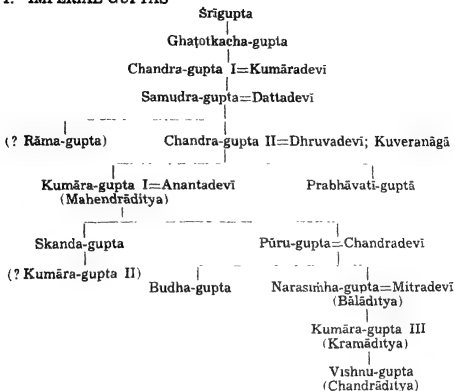 I. IMPERIAL GUPTAS
Śrīgupta
Ghaṭotkacha-gupta
Chandra-gupta I=Kumāradevī
Samudra-gupta=Dattadevī
(? Rāma-gupta) Chandra-gupta II=Dhruvadevī; Kuveranāgā
Kumāra-gupta I=Anantadevī Prabhāvatī-guptā
(Mahendrāditya)
Skanda-gupta Pūru-gupta=Chandradevī
(? Kumāra-gupta II) Budha-gupta Narasiṁha-gupta=Mitradevī
(Bālāditya)
Kumāra-gupta III
(Kramāditya)
Vishnu-gupta
(Chandrāditya)